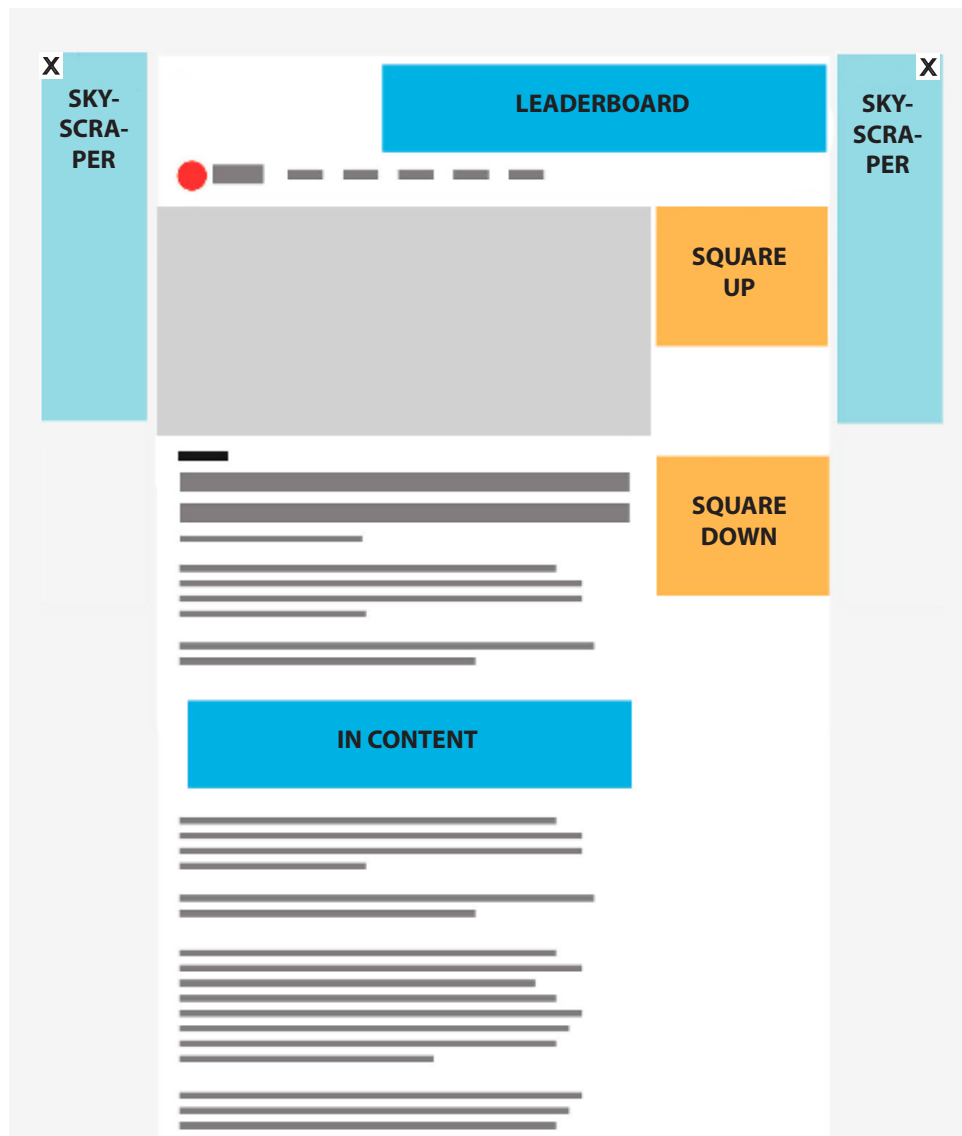 X
SKY-
SCRA-
PER
LEADERBOARD
X
SKY-
SCRA-
PER
SQUARE
UP
SQUARE
DOWN
IN CONTENT